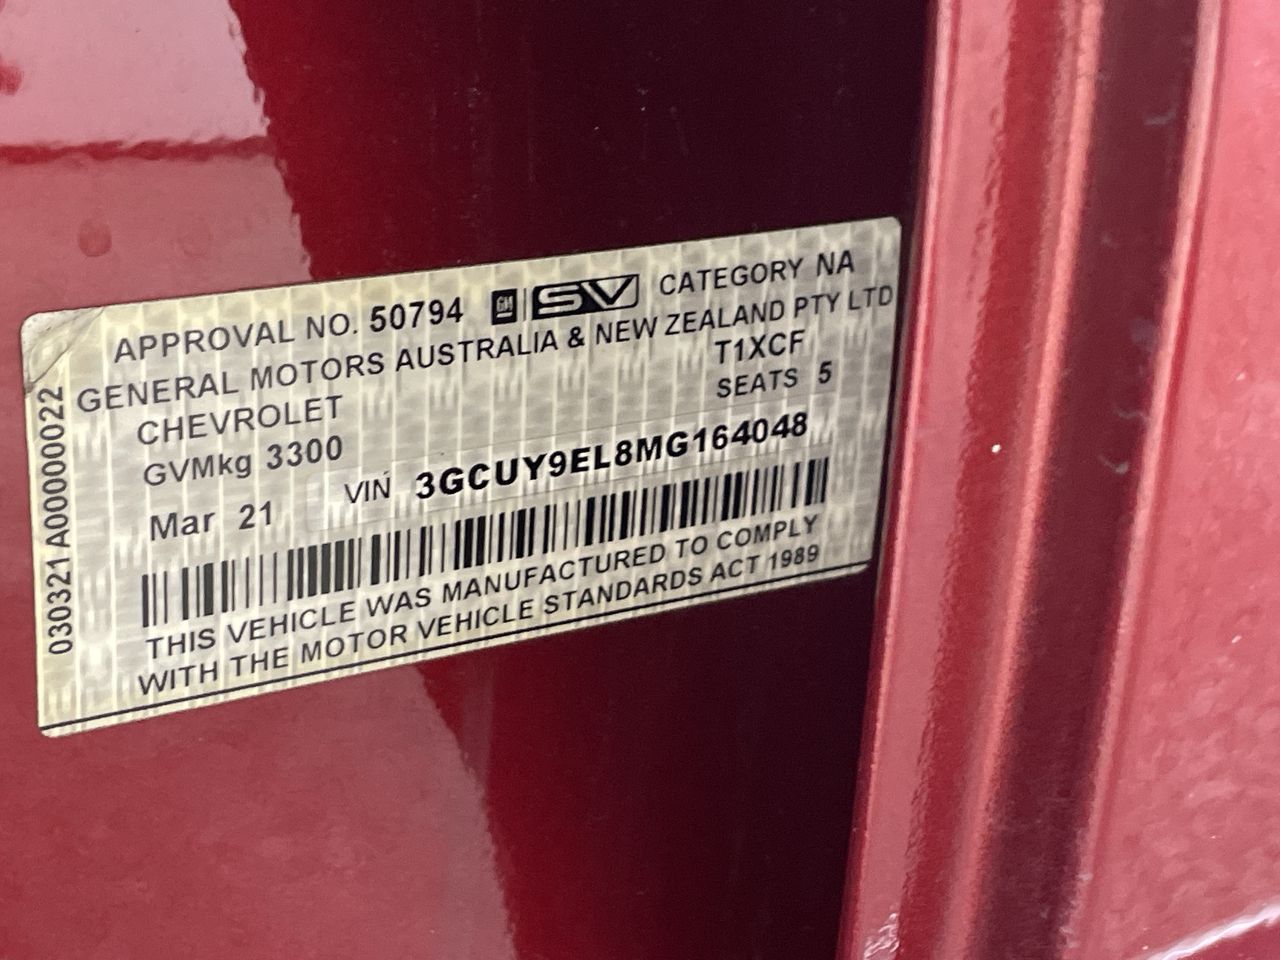 APPROVAL NO. 50794 GM SV CATEGORY NA
GENERAL MOTORS AUSTRALIA & NEW ZEALAND PTY LTD
CHEVROLET T1XCF
GVMkg 3300 SEATS 5
Mar 21 VIN 3GCUY9EL8MG164048
THIS VEHICLE WAS MANUFACTURED TO COMPLY
WITH THE MOTOR VEHICLE STANDARDS ACT 1989
030321A00000022